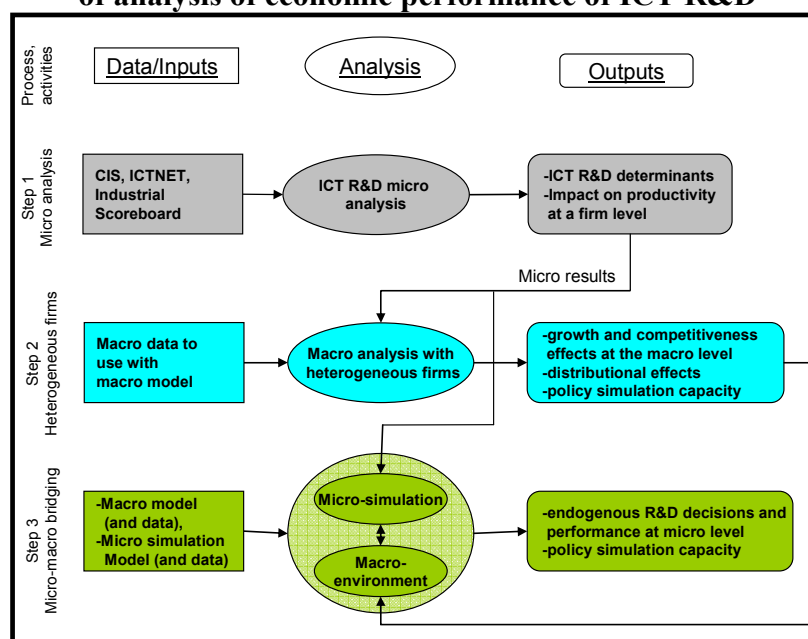 of analysis of economic performance of ICT R&D
Process,
activities
Data/Inputs
Analysis
Outputs
Step 1
Micro analysis
CIS, ICTNET,
Industrial
Scoreboard
ICT R&D micro
analysis
-ICT R&D determinants
-Impact on productivity
at a firm level
Micro results
Step 2
Heterogeneous firms
Macro data to
use with
macro model
Macro analysis with
heterogeneous firms
-growth and competitiveness
effects at the macro level
-distributional effects
-policy simulation capacity
Step 3
Micro-macro bridging
-Macro model
(and data),
-Micro simulation
Model (and data)
Micro-simulation
Macro-
environment
-endogenous R&D decisions and
performance at micro level
-policy simulation capacity